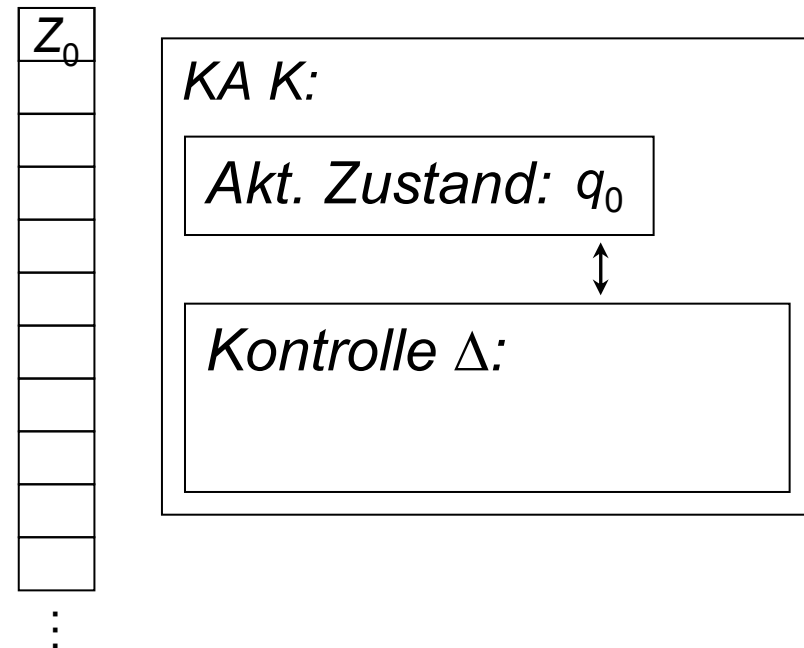 Z₀
KA K:
Akt. Zustand: q₀
Kontrolle Δ:
⋮